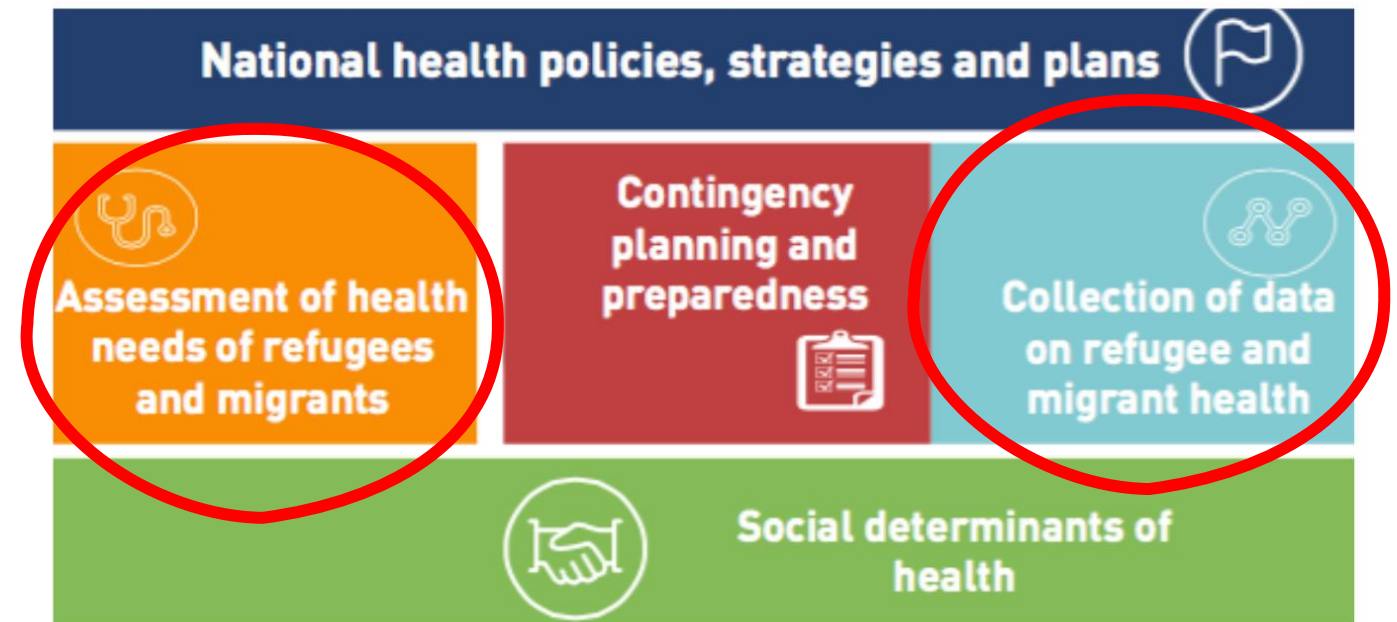 National health policies, strategies and plans
Assessment of health
needs of refugees
and migrants
Contingency
planning and
preparedness
Collection of data
on refugee and
migrant health
Social determinants of
health